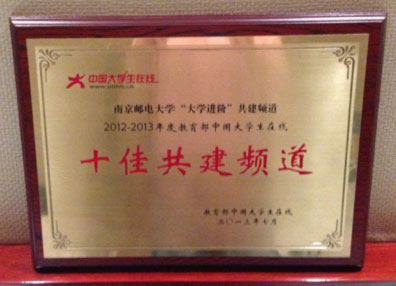 中国大学生在线
南京邮电大学“大学进阶”共建频道
2012-2013年度教育部中国大学生在线
十佳共建频道
教育部中国大学生在线
二〇一三年七月